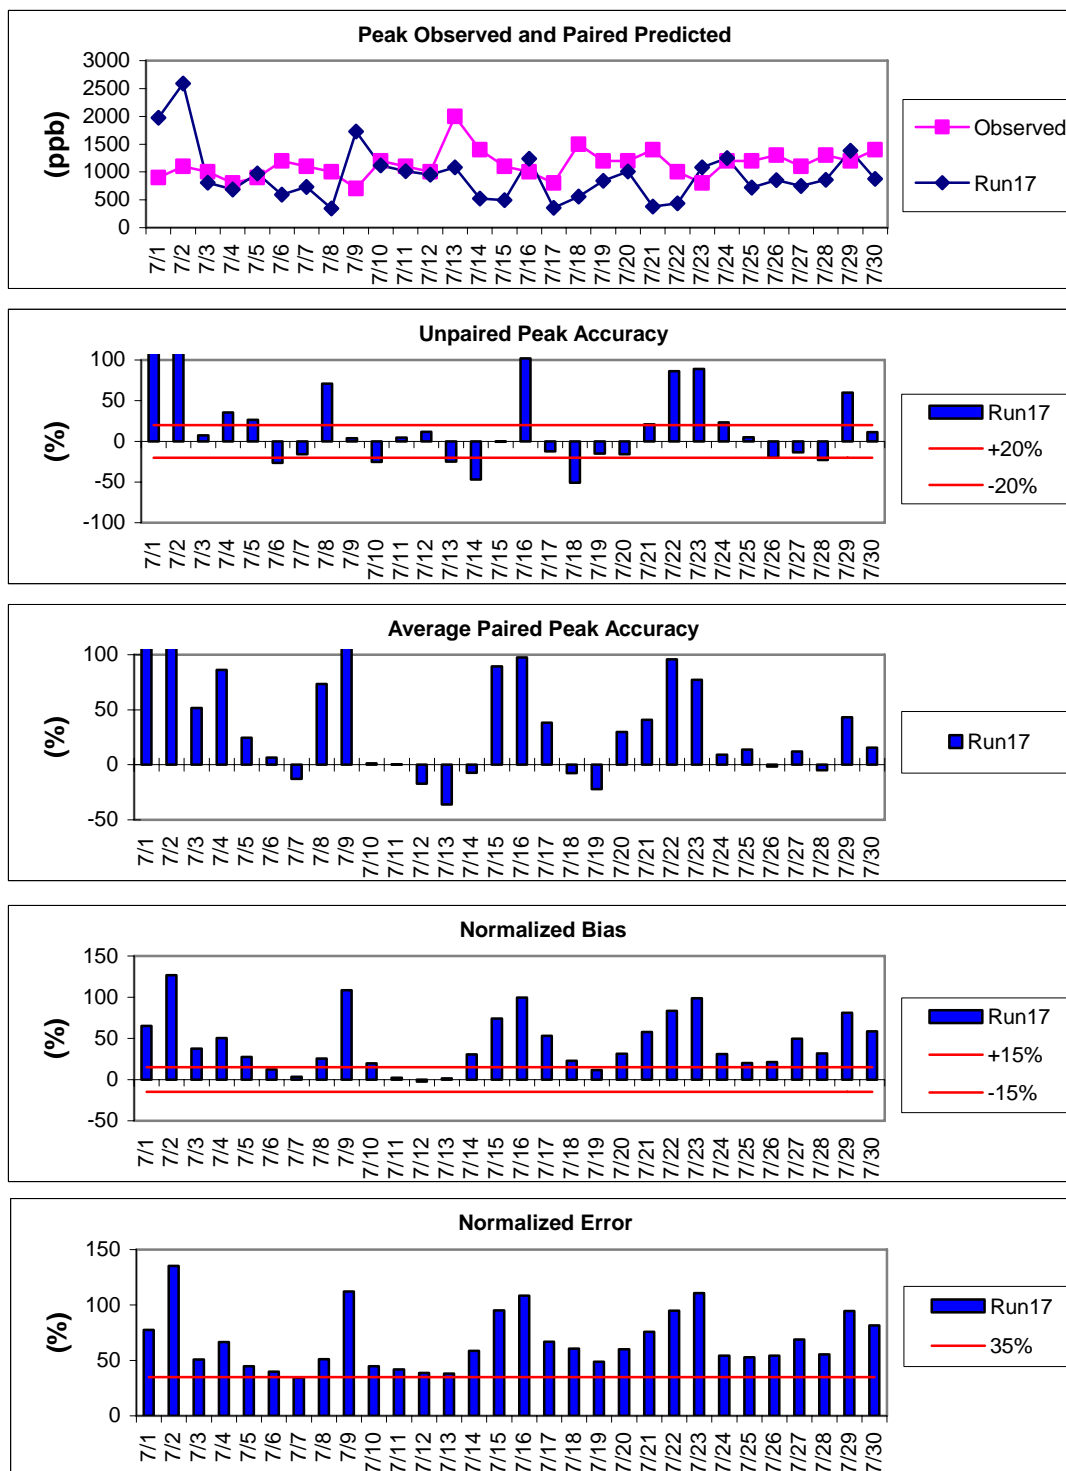 Peak Observed and Paired Predicted
(ppb)
3000
2500
2000
1500
1000
500
0
7/1 7/2 7/3 7/4 7/5 7/6 7/7 7/8 7/9 7/10 7/11 7/12 7/13 7/14 7/15 7/16 7/17 7/18 7/19 7/20 7/21 7/22 7/23 7/24 7/25 7/26 7/27 7/28 7/29 7/30
Observed
Run17
Unpaired Peak Accuracy
(%)
100
50
0
-50
-100
7/1 7/2 7/3 7/4 7/5 7/6 7/7 7/8 7/9 7/10 7/11 7/12 7/13 7/14 7/15 7/16 7/17 7/18 7/19 7/20 7/21 7/22 7/23 7/24 7/25 7/26 7/27 7/28 7/29 7/30
Run17
+20%
-20%
Average Paired Peak Accuracy
(%)
100
50
0
-50
7/1 7/2 7/3 7/4 7/5 7/6 7/7 7/8 7/9 7/10 7/11 7/12 7/13 7/14 7/15 7/16 7/17 7/18 7/19 7/20 7/21 7/22 7/23 7/24 7/25 7/26 7/27 7/28 7/29 7/30
Run17
Normalized Bias
(%)
150
100
50
0
-50
7/1 7/2 7/3 7/4 7/5 7/6 7/7 7/8 7/9 7/10 7/11 7/12 7/13 7/14 7/15 7/16 7/17 7/18 7/19 7/20 7/21 7/22 7/23 7/24 7/25 7/26 7/27 7/28 7/29 7/30
Run17
+15%
-15%
Normalized Error
(%)
150
100
50
0
7/1 7/2 7/3 7/4 7/5 7/6 7/7 7/8 7/9 7/10 7/11 7/12 7/13 7/14 7/15 7/16 7/17 7/18 7/19 7/20 7/21 7/22 7/23 7/24 7/25 7/26 7/27 7/28 7/29 7/30
Run17
35%